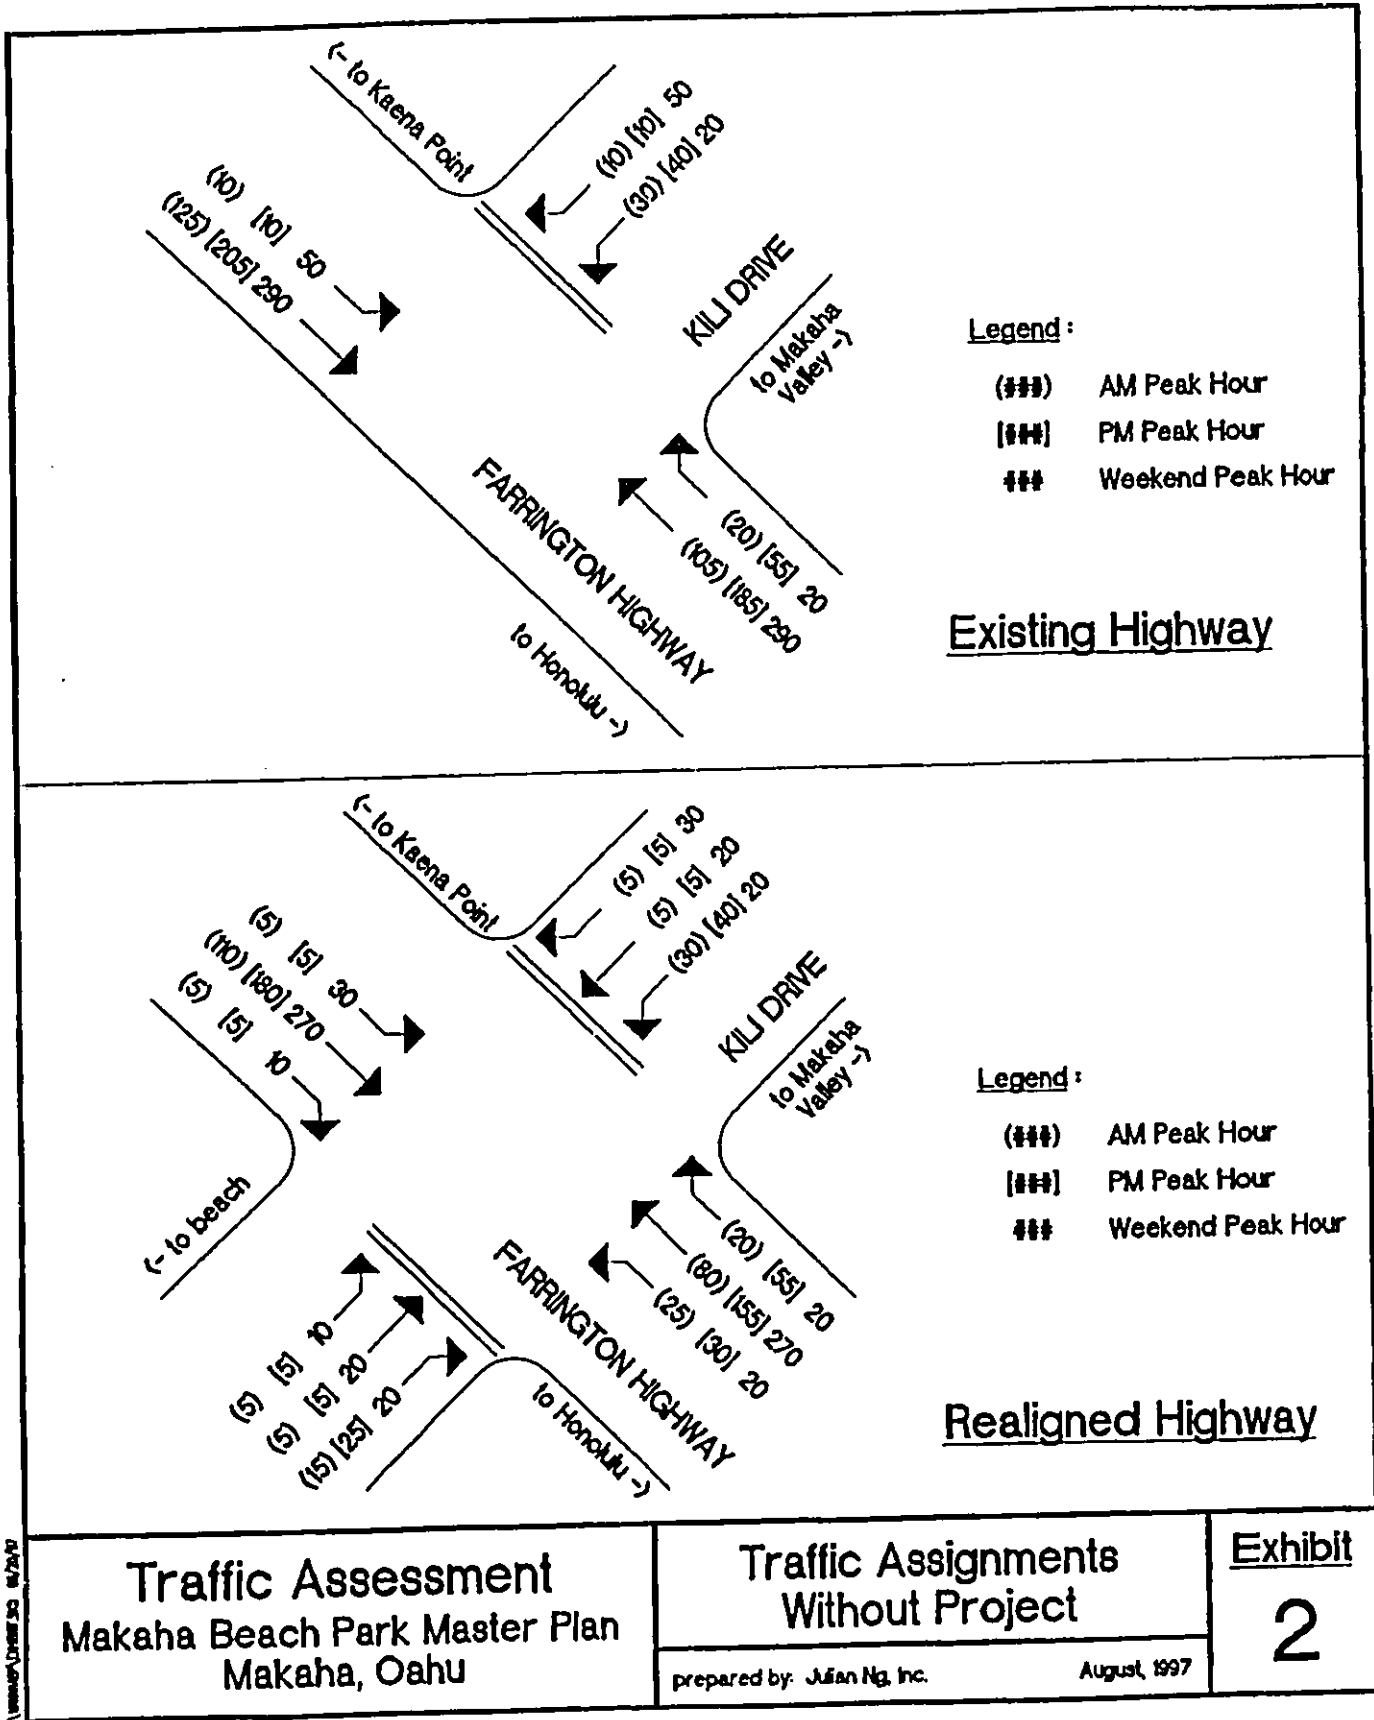 <- to Kaena Point
(10) [10] 50
(30) [40] 20
(10) [10] 50
(125) [205] 290
KILI DRIVE
to Makaha
Valley ->
Legend :
(###) AM Peak Hour
[###] PM Peak Hour
### Weekend Peak Hour
(20) [55] 20
(105) [185] 290
FARRINGTON HIGHWAY
to Honolulu ->
Existing Highway
<- to Kaena Point
(5) [5] 30
(5) [5] 20
(30) [40] 20
(5) [5] 30
(110) [180] 270
(5) [5] 10
KILI DRIVE
to Makaha
Valley ->
Legend :
(###) AM Peak Hour
[###] PM Peak Hour
### Weekend Peak Hour
<- to beach
(20) [55] 20
(80) [155] 270
(25) [30] 20
FARRINGTON HIGHWAY
(5) [5] 10
(5) [5] 20
(15) [25] 20
to Honolulu ->
Realigned Highway
Traffic Assessment
Makaha Beach Park Master Plan
Makaha, Oahu
Traffic Assignments
Without Project
prepared by: Julian Ng, Inc.
August, 1997
Exhibit
2